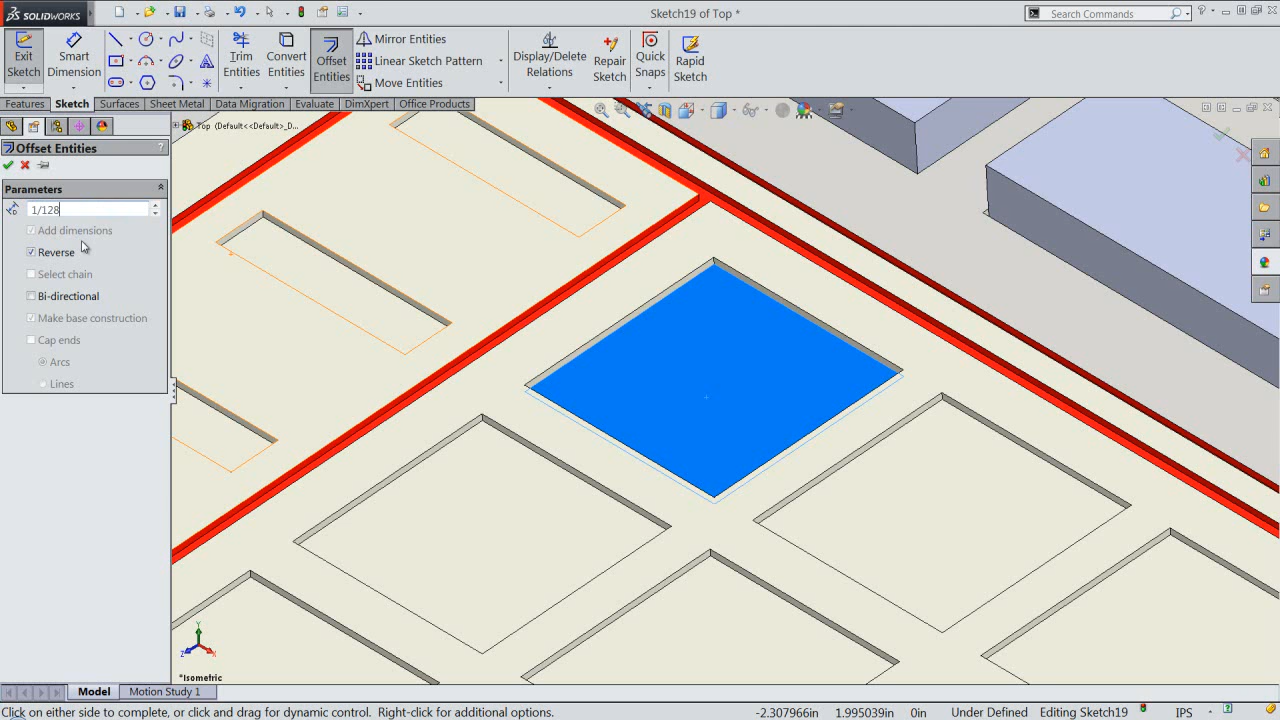 SOLIDWORKS
Sketch19 of Top *
Search Commands
?
Exit Sketch
Smart Dimension
Trim Entities
Convert Entities
Offset Entities
Mirror Entities
Linear Sketch Pattern
Move Entities
Display/Delete Relations
Repair Sketch
Quick Snaps
Rapid Sketch
Features
Sketch
Surfaces
Sheet Metal
Data Migration
Evaluate
DimXpert
Office Products
Top (Default<<Default>_D...
Offset Entities
?
Parameters
1/128
Add dimensions
Reverse
Select chain
Bi-directional
Make base construction
Cap ends
Arcs
Lines
Y
Z
X
*Isometric
Model
Motion Study 1
Click on either side to complete, or click and drag for dynamic control. Right-click for additional options.
-2.307966in
1.995039in
0in
Under Defined
Editing Sketch19
IPS
?